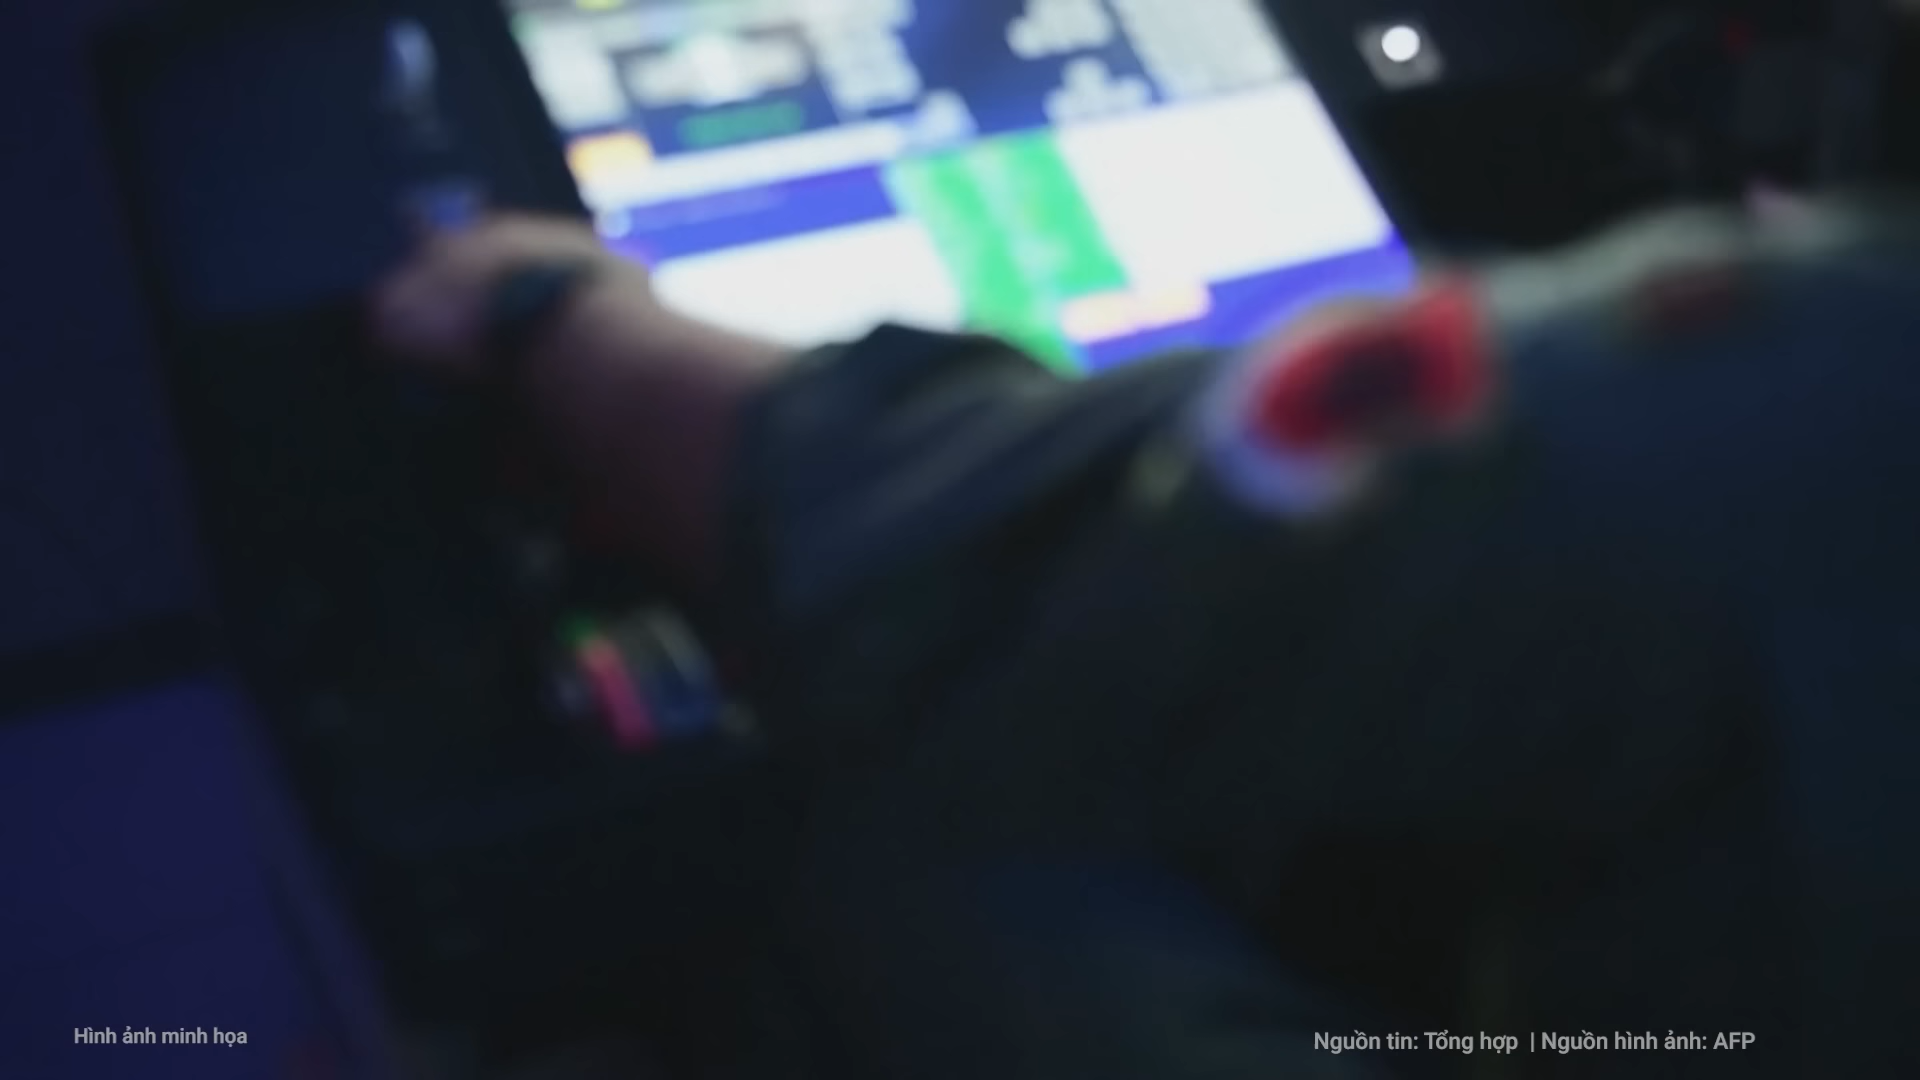 Hình ảnh minh họa
Nguồn tin: Tổng hợp | Nguồn hình ảnh: AFP